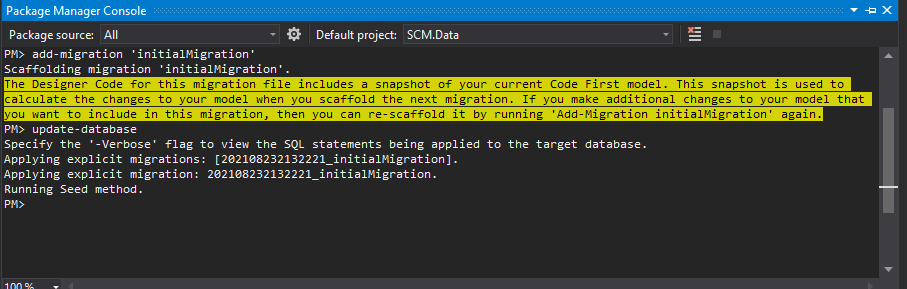 Package Manager Console
Package source: All Default project: SCM.Data
PM> add-migration 'initialMigration'
Scaffolding migration 'initialMigration'.
The Designer Code for this migration file includes a snapshot of your current Code First model. This snapshot is used to
calculate the changes to your model when you scaffold the next migration. If you make additional changes to your model that
you want to include in this migration, then you can re-scaffold it by running 'Add-Migration initialMigration' again.
PM> update-database
Specify the '-Verbose' flag to view the SQL statements being applied to the target database.
Applying explicit migrations: [202108232132221_initialMigration].
Applying explicit migration: 202108232132221_initialMigration.
Running Seed method.
PM>
100 %